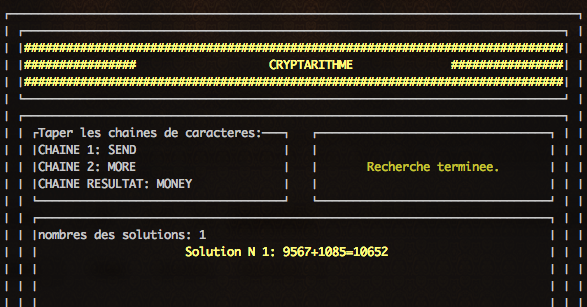 ################################################################################
################ CRYPTARITHME ################
################################################################################
Taper les chaines de caracteres:
CHAINE 1: SEND
CHAINE 2: MORE
CHAINE RESULTAT: MONEY
Recherche terminee.
nombres des solutions: 1
Solution N 1: 9567+1085=10652